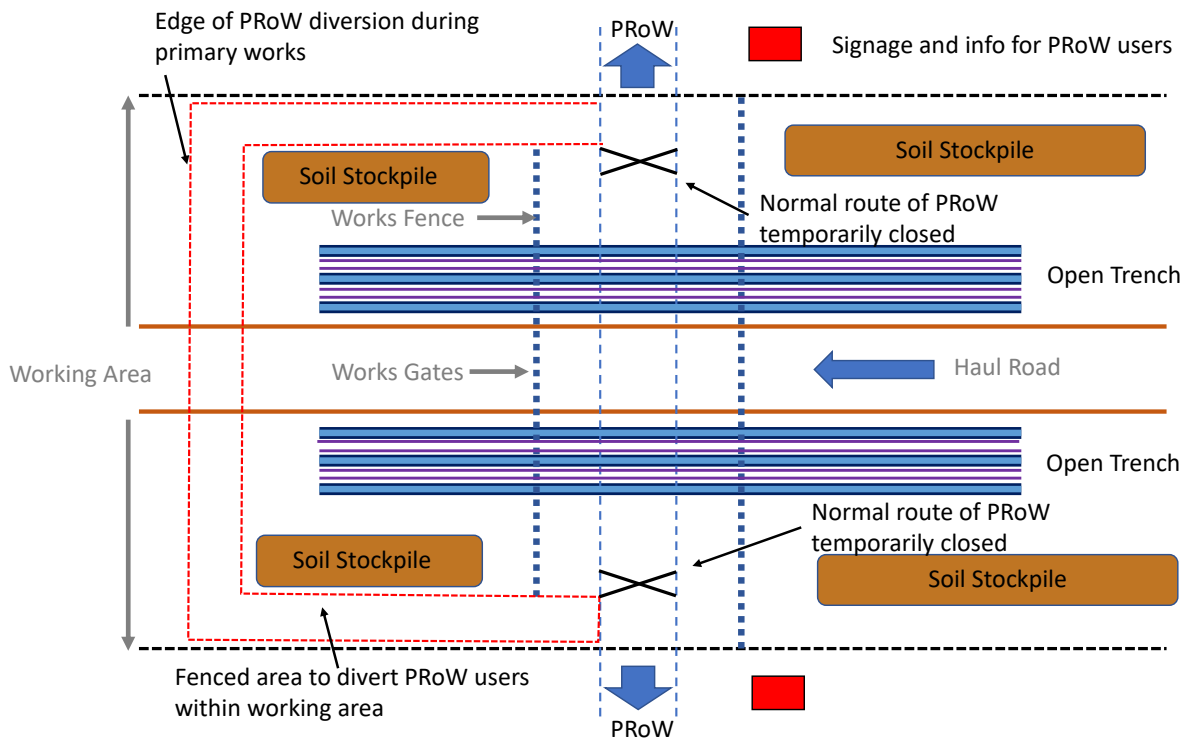 Edge of PRoW diversion during
primary works
PRoW
Signage and info for PRoW users
Soil Stockpile
Soil Stockpile
Works Fence
Normal route of PRoW
temporarily closed
Open Trench
Working Area
Works Gates
Haul Road
Open Trench
Normal route of PRoW
temporarily closed
Soil Stockpile
Soil Stockpile
Fenced area to divert PRoW users
within working area
PRoW